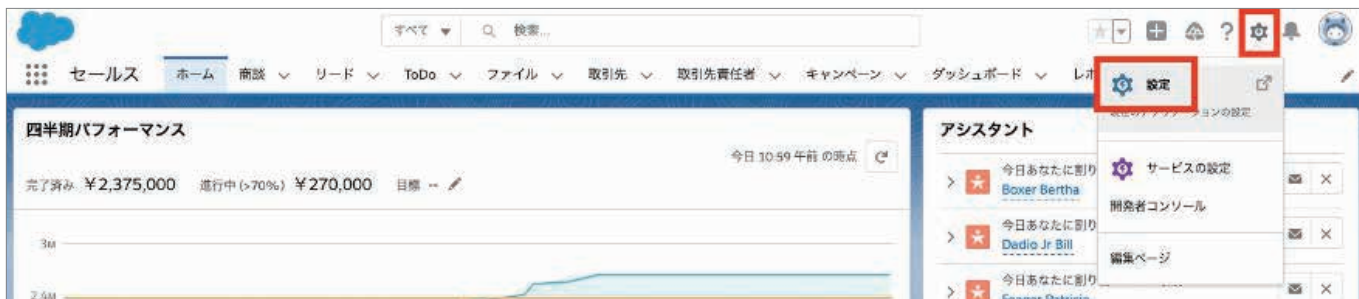 すべて 検索...
セールス ホーム 商談 リード ToDo ファイル 取引先 取引先責任者 キャンペーン ダッシュボード レポ
設定
四半期パフォーマンス
今日 10:59 午前 の時点
完了済み ¥2,375,000 進行中 (>70%) ¥270,000 目標 --
3M
アシスタント
今日あなたに割り
Boxer Bertha
今日あなたに割り
Dadio Jr Bill
今日あなたに割り
サービスの設定
開発者コンソール
編集ページ